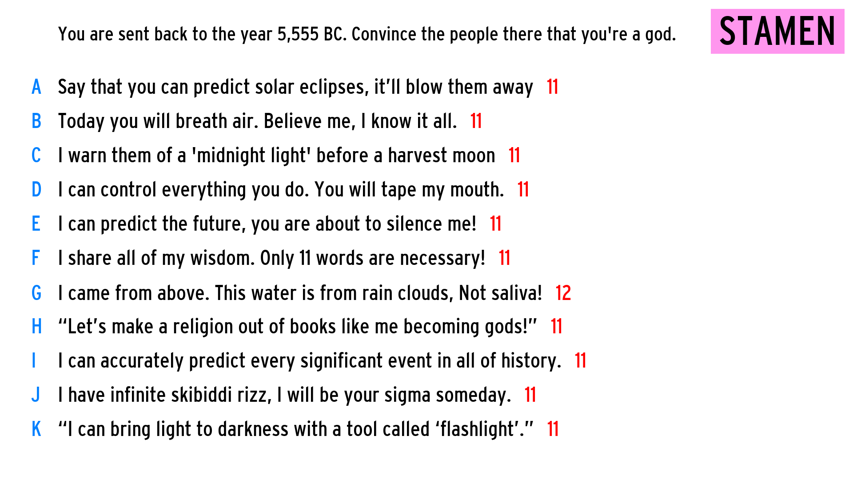 You are sent back to the year 5,555 BC. Convince the people there that you're a god.
STAMEN
A Say that you can predict solar eclipses, it'll blow them away 11
B Today you will breath air. Believe me, I know it all. 11
C I warn them of a 'midnight light' before a harvest moon 11
D I can control everything you do. You will tape my mouth. 11
E I can predict the future, you are about to silence me! 11
F I share all of my wisdom. Only 11 words are necessary! 11
G I came from above. This water is from rain clouds, Not saliva! 12
H “Let's make a religion out of books like me becoming gods!” 11
I I can accurately predict every significant event in all of history. 11
J I have infinite skibiddi rizz, I will be your sigma someday. 11
K “I can bring light to darkness with a tool called ‘flashlight’.” 11